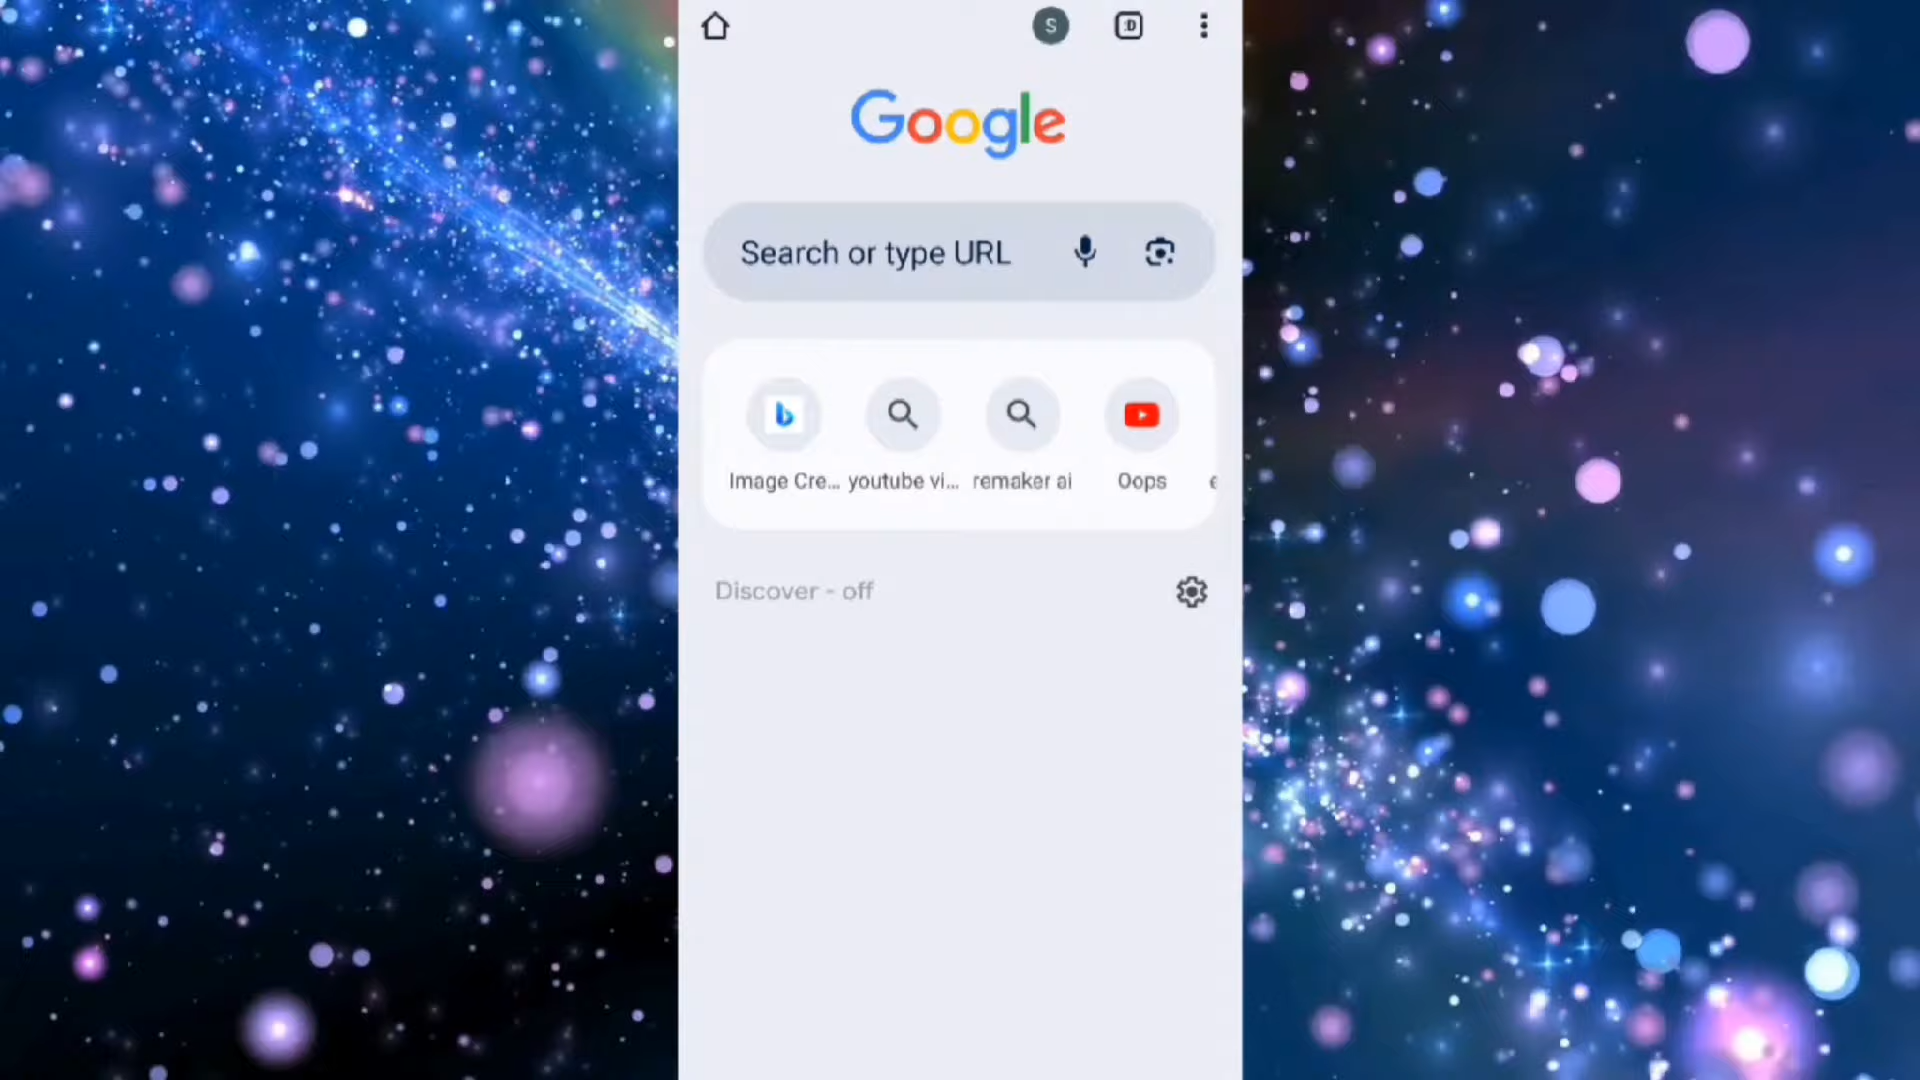 S
:D
Google
Search or type URL
Image Cre... youtube vi... remaker ai Oops e
Discover - off